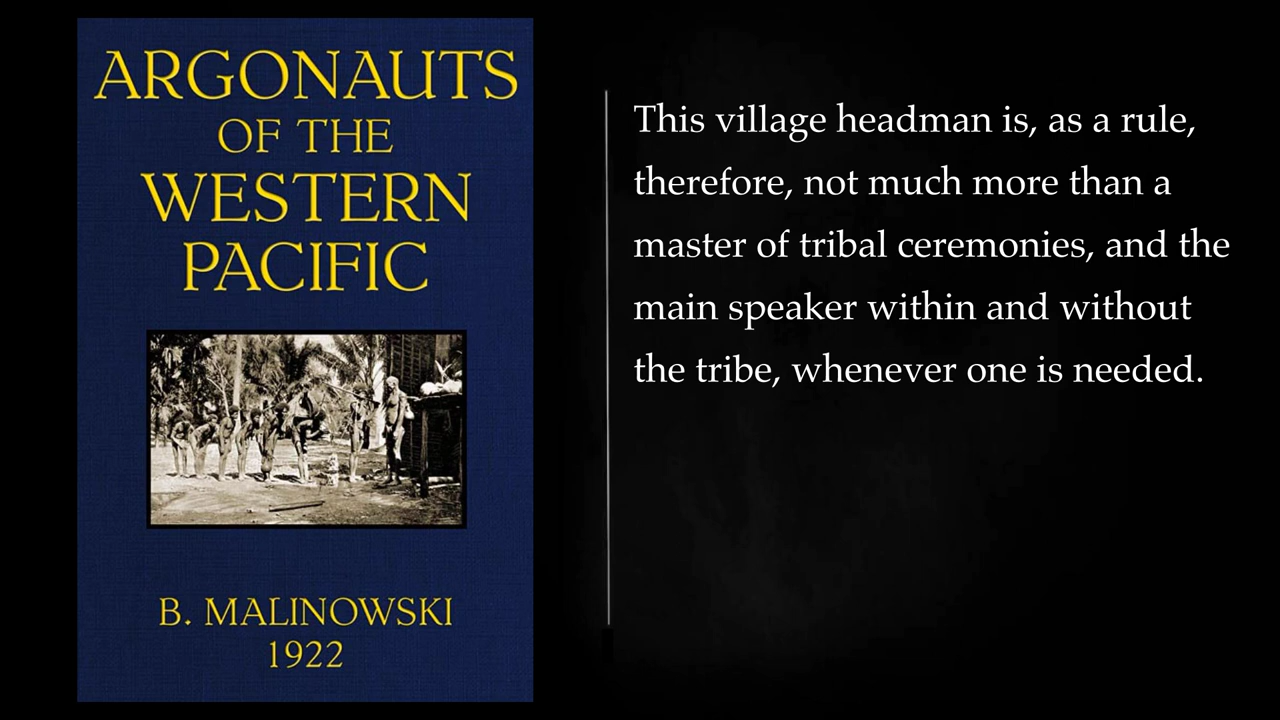 ARGONAUTS
OF THE
WESTERN
PACIFIC
B. MALINOWSKI
1922
This village headman is, as a rule,
therefore, not much more than a
master of tribal ceremonies, and the
main speaker within and without
the tribe, whenever one is needed.